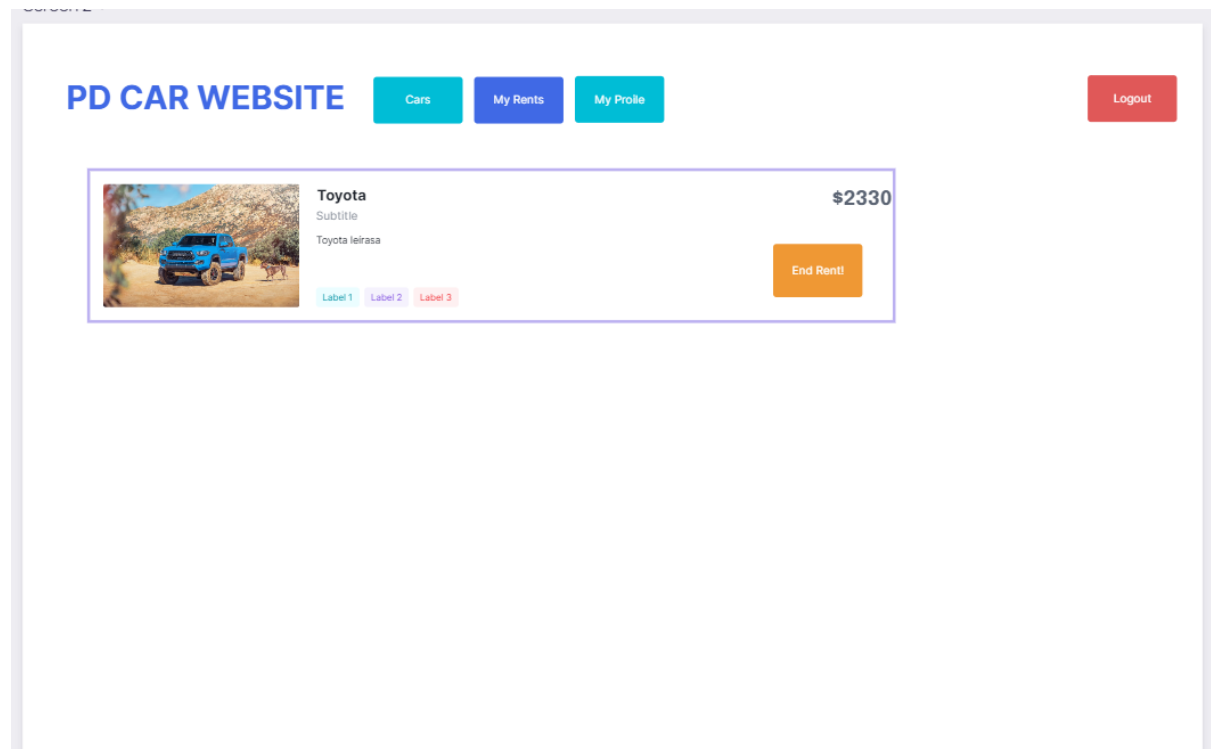 PD CAR WEBSITE
Cars
My Rents
My Proile
Logout
Toyota
$2330
Subtitle
Toyota leirasa
End Rent!
Label 1
Label 2
Label 3